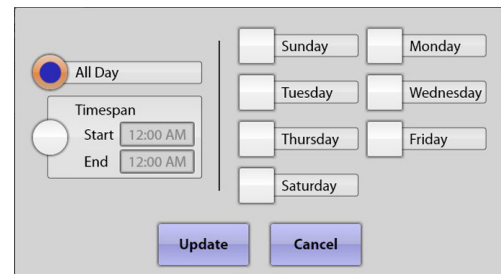 All Day
Timespan
Start 12:00 AM
End 12:00 AM
Sunday Monday
Tuesday Wednesday
Thursday Friday
Saturday
Update Cancel